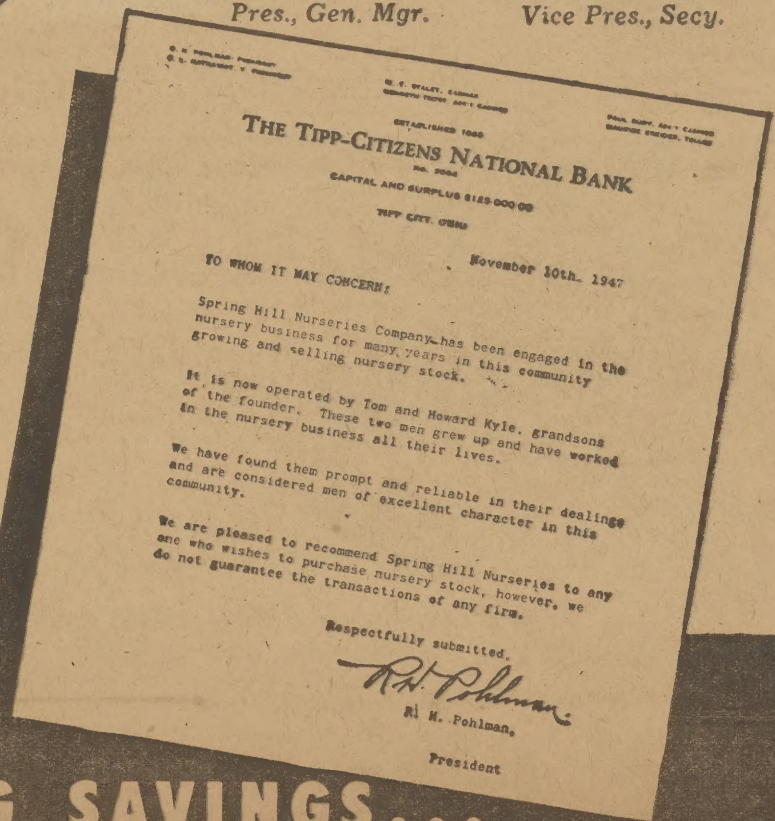 Pres., Gen. Mgr.
Vice Pres., Secy.
ESTABLISHED
THE TIPP-CITIZENS NATIONAL BANK
CAPITAL AND SURPLUS $125,000.00
TIPP CITY, OHIO
November 10th, 1947
TO WHOM IT MAY CONCERN:
Spring Hill Nurseries Company has been engaged in the
nursery business for many years in this community
growing and selling nursery stock.
It is now operated by Tom and Howard Kyle, grandsons
of the founder. These two men grew up and have worked
in the nursery business all their lives.
We have found them prompt and reliable in their dealings
and are considered men of excellent character in this
community.
We are pleased to recommend Spring Hill Nurseries to any
one who wishes to purchase nursery stock, however, we
do not guarantee the transactions of any firm.
Respectfully submitted,
R.H. Pohlman.
R. H. Pohlman,
President
G SAVINGS...